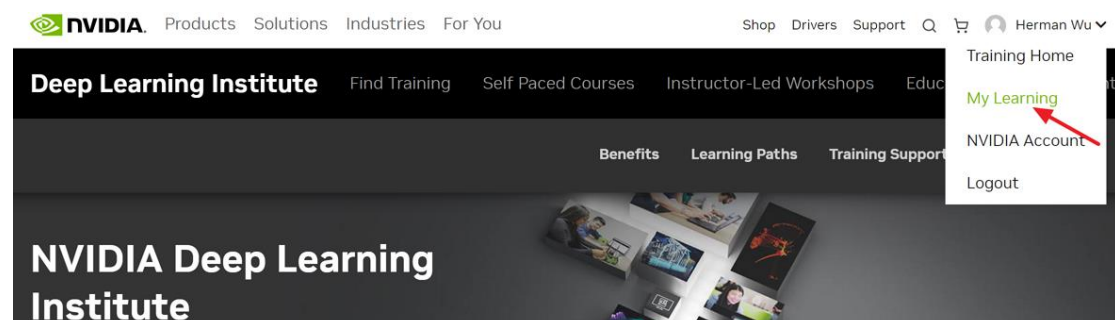 NVIDIA. Products Solutions Industries For You Shop Drivers Support Herman Wu
Training Home
Deep Learning Institute Find Training Self Paced Courses Instructor-Led Workshops
My Learning
Benefits Learning Paths Training Support NVIDIA Account
Logout
NVIDIA Deep Learning
Institute